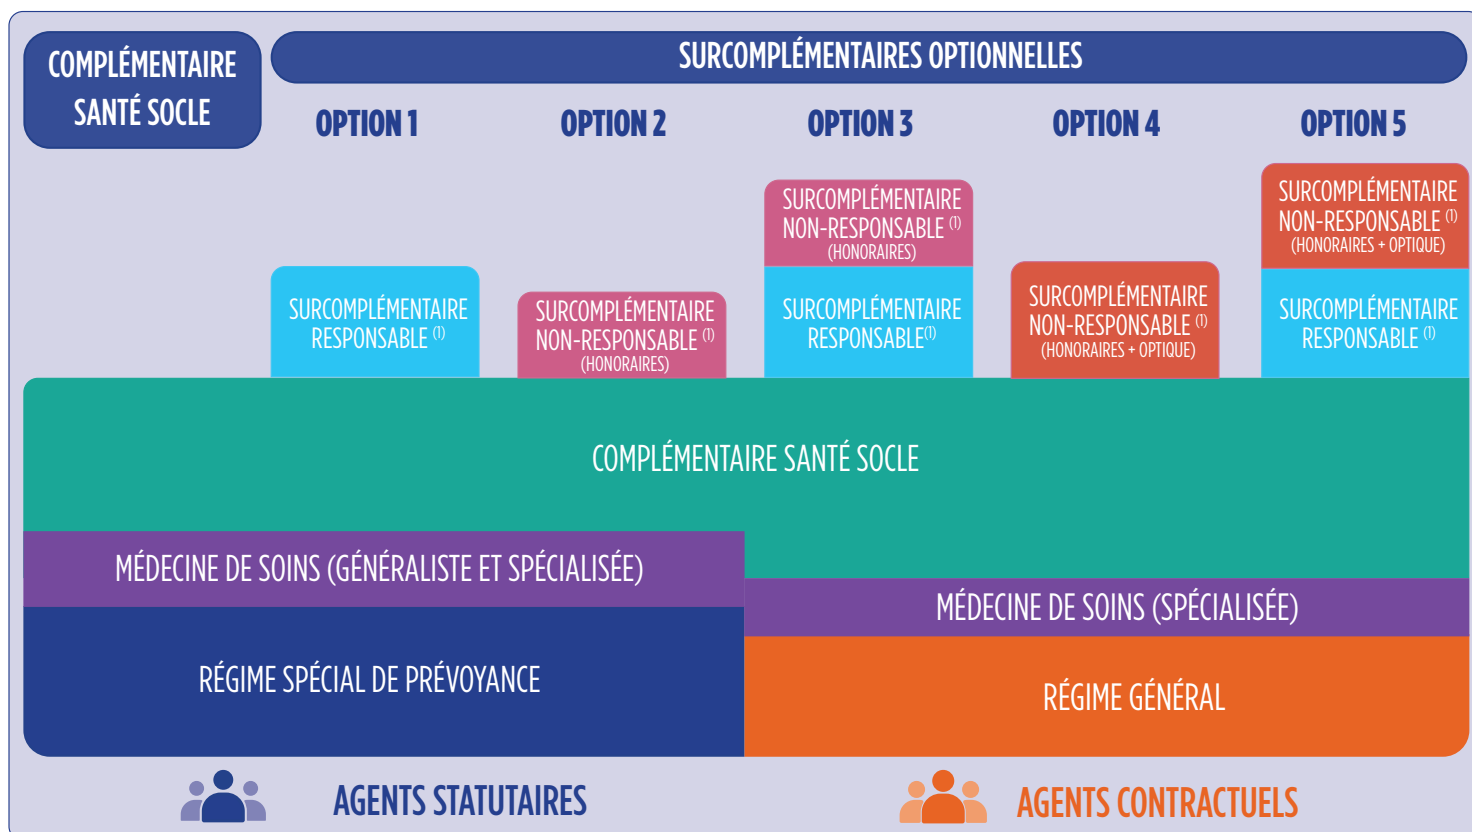 COMPLÉMENTAIRE
SANTÉ SOCLE
SURCOMPLÉMENTAIRES OPTIONNELLES
OPTION 1
OPTION 2
OPTION 3
OPTION 4
OPTION 5
SURCOMPLÉMENTAIRE
RESPONSABLE (1)
SURCOMPLÉMENTAIRE
NON-RESPONSABLE (1)
(HONORAIRES)
SURCOMPLÉMENTAIRE
NON-RESPONSABLE (1)
(HONORAIRES)
SURCOMPLÉMENTAIRE
RESPONSABLE(1)
SURCOMPLÉMENTAIRE
NON-RESPONSABLE (1)
(HONORAIRES + OPTIQUE)
SURCOMPLÉMENTAIRE
NON-RESPONSABLE (1)
(HONORAIRES + OPTIQUE)
SURCOMPLÉMENTAIRE
RESPONSABLE (1)
COMPLÉMENTAIRE SANTÉ SOCLE
MÉDECINE DE SOINS (GÉNÉRALISTE ET SPÉCIALISÉE)
MÉDECINE DE SOINS (SPÉCIALISÉE)
RÉGIME SPÉCIAL DE PRÉVOYANCE
RÉGIME GÉNÉRAL
AGENTS STATUTAIRES
AGENTS CONTRACTUELS